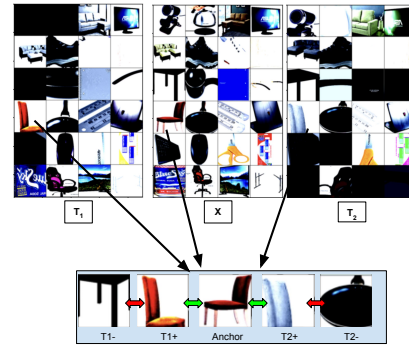 T1
X
T2
T1-
T1+
Anchor
T2+
T2-